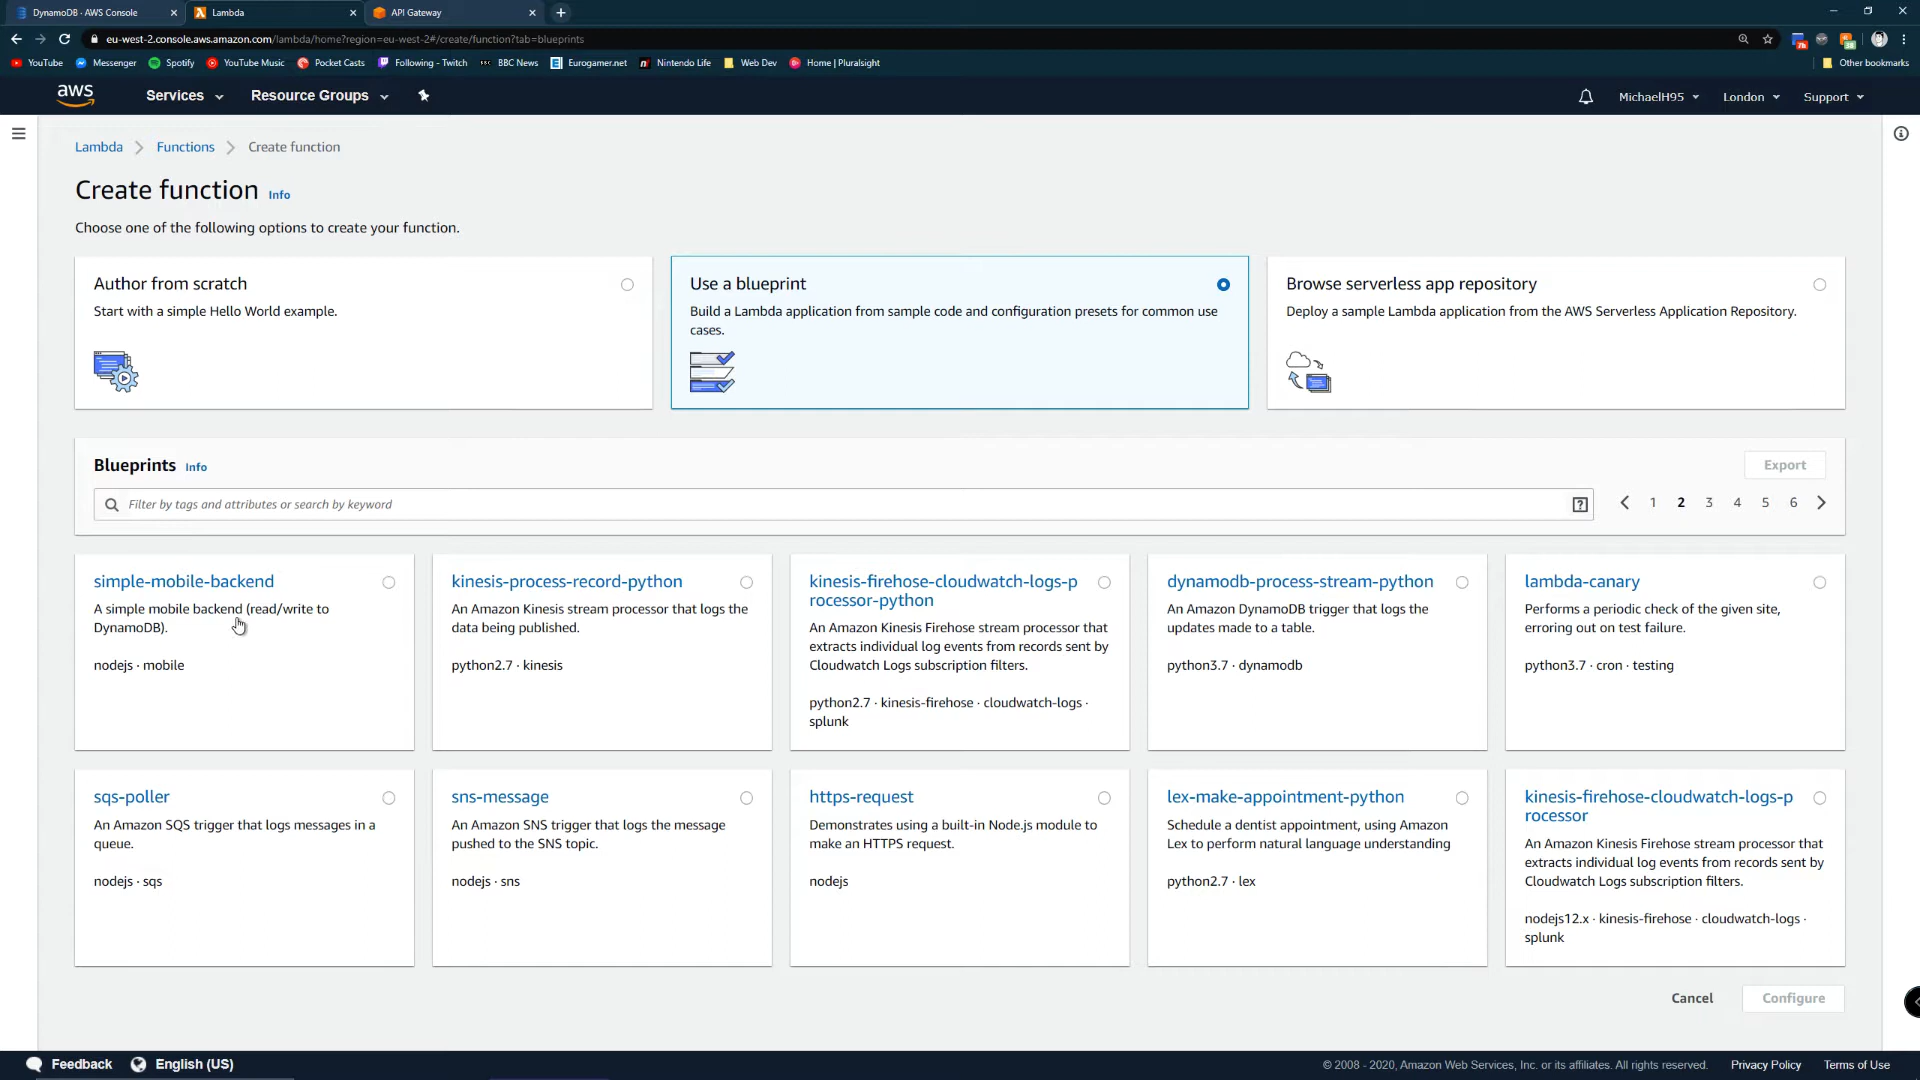 DynamoDB · AWS Console
Lambda
API Gateway
eu-west-2.console.aws.amazon.com/lambda/home?region=eu-west-2#/create/function?tab=blueprints
YouTube
Messenger
Spotify
YouTube Music
Pocket Casts
Following - Twitch
BBC News
Eurogamer.net
Nintendo Life
Web Dev
Home | Pluralsight
Other bookmarks
aws
Services
Resource Groups
MichaelH95
London
Support
Lambda
Functions
Create function
Create function Info
Choose one of the following options to create your function.
Author from scratch
Start with a simple Hello World example.
Use a blueprint
Build a Lambda application from sample code and configuration presets for common use
cases.
Browse serverless app repository
Deploy a sample Lambda application from the AWS Serverless Application Repository.
Blueprints Info
Export
Filter by tags and attributes or search by keyword
1 2 3 4 5 6
simple-mobile-backend
A simple mobile backend (read/write to
DynamoDB).
nodejs · mobile
kinesis-process-record-python
An Amazon Kinesis stream processor that logs the
data being published.
python2.7 · kinesis
kinesis-firehose-cloudwatch-logs-p
rocessor-python
An Amazon Kinesis Firehose stream processor that
extracts individual log events from records sent by
Cloudwatch Logs subscription filters.
python2.7 · kinesis-firehose · cloudwatch-logs ·
splunk
dynamodb-process-stream-python
An Amazon DynamoDB trigger that logs the
updates made to a table.
python3.7 · dynamodb
lambda-canary
Performs a periodic check of the given site,
erroring out on test failure.
python3.7 · cron · testing
sqs-poller
An Amazon SQS trigger that logs messages in a
queue.
nodejs · sqs
sns-message
An Amazon SNS trigger that logs the message
pushed to the SNS topic.
nodejs · sns
https-request
Demonstrates using a built-in Node.js module to
make an HTTPS request.
nodejs
lex-make-appointment-python
Schedule a dentist appointment, using Amazon
Lex to perform natural language understanding
python2.7 · lex
kinesis-firehose-cloudwatch-logs-p
rocessor
An Amazon Kinesis Firehose stream processor that
extracts individual log events from records sent by
Cloudwatch Logs subscription filters.
nodejs12.x · kinesis-firehose · cloudwatch-logs ·
splunk
Cancel
Configure
Feedback
English (US)
© 2008 - 2020, Amazon Web Services, Inc. or its affiliates. All rights reserved.
Privacy Policy
Terms of Use